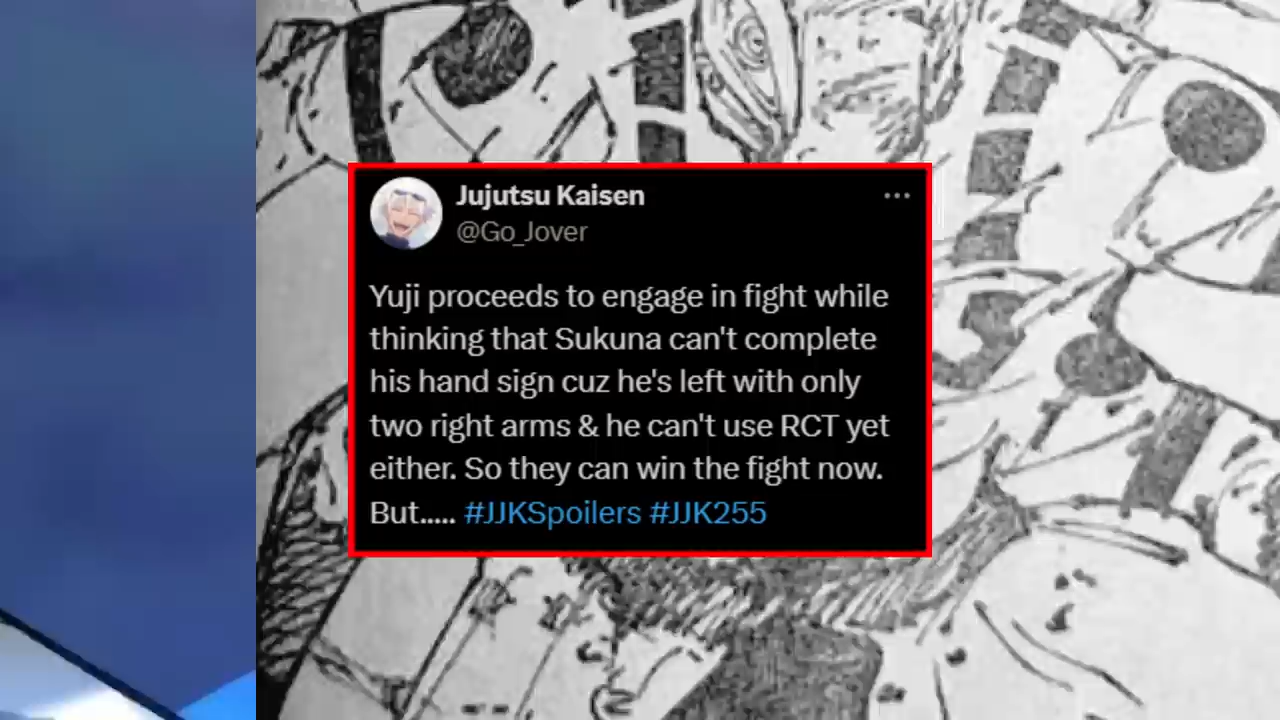 Jujutsu Kaisen
@Go_Jover
Yuji proceeds to engage in fight while
thinking that Sukuna can't complete
his hand sign cuz he's left with only
two right arms & he can't use RCT yet
either. So they can win the fight now.
But..... #JJKSpoilers #JJK255